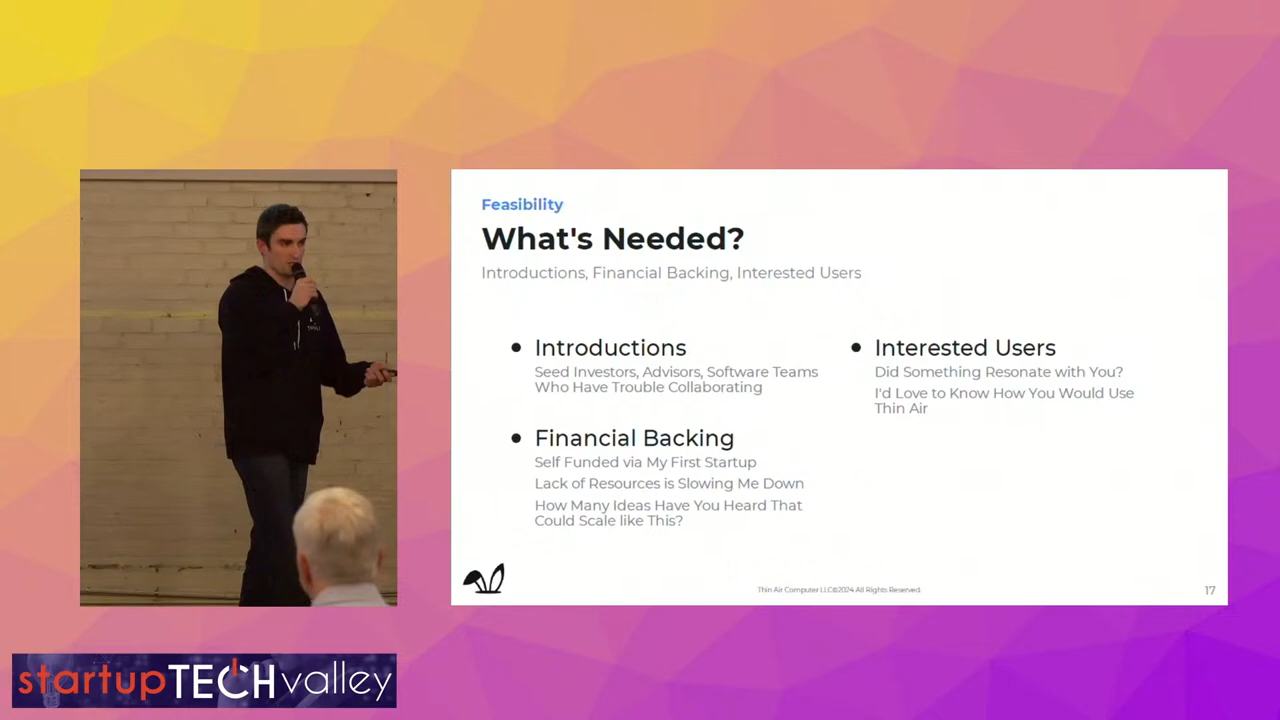 Feasibility
What's Needed?
Introductions, Financial Backing, Interested Users
Introductions
Seed Investors, Advisors, Software Teams
Who Have Trouble Collaborating
Financial Backing
Self Funded via My First Startup
Lack of Resources is Slowing Me Down
How Many Ideas Have You Heard That
Could Scale like This?
Interested Users
Did Something Resonate with You?
I'd Love to Know How You Would Use
Thin Air
Thin Air Computer LLC©2024 All Rights Reserved.
17
startupTECHvalley